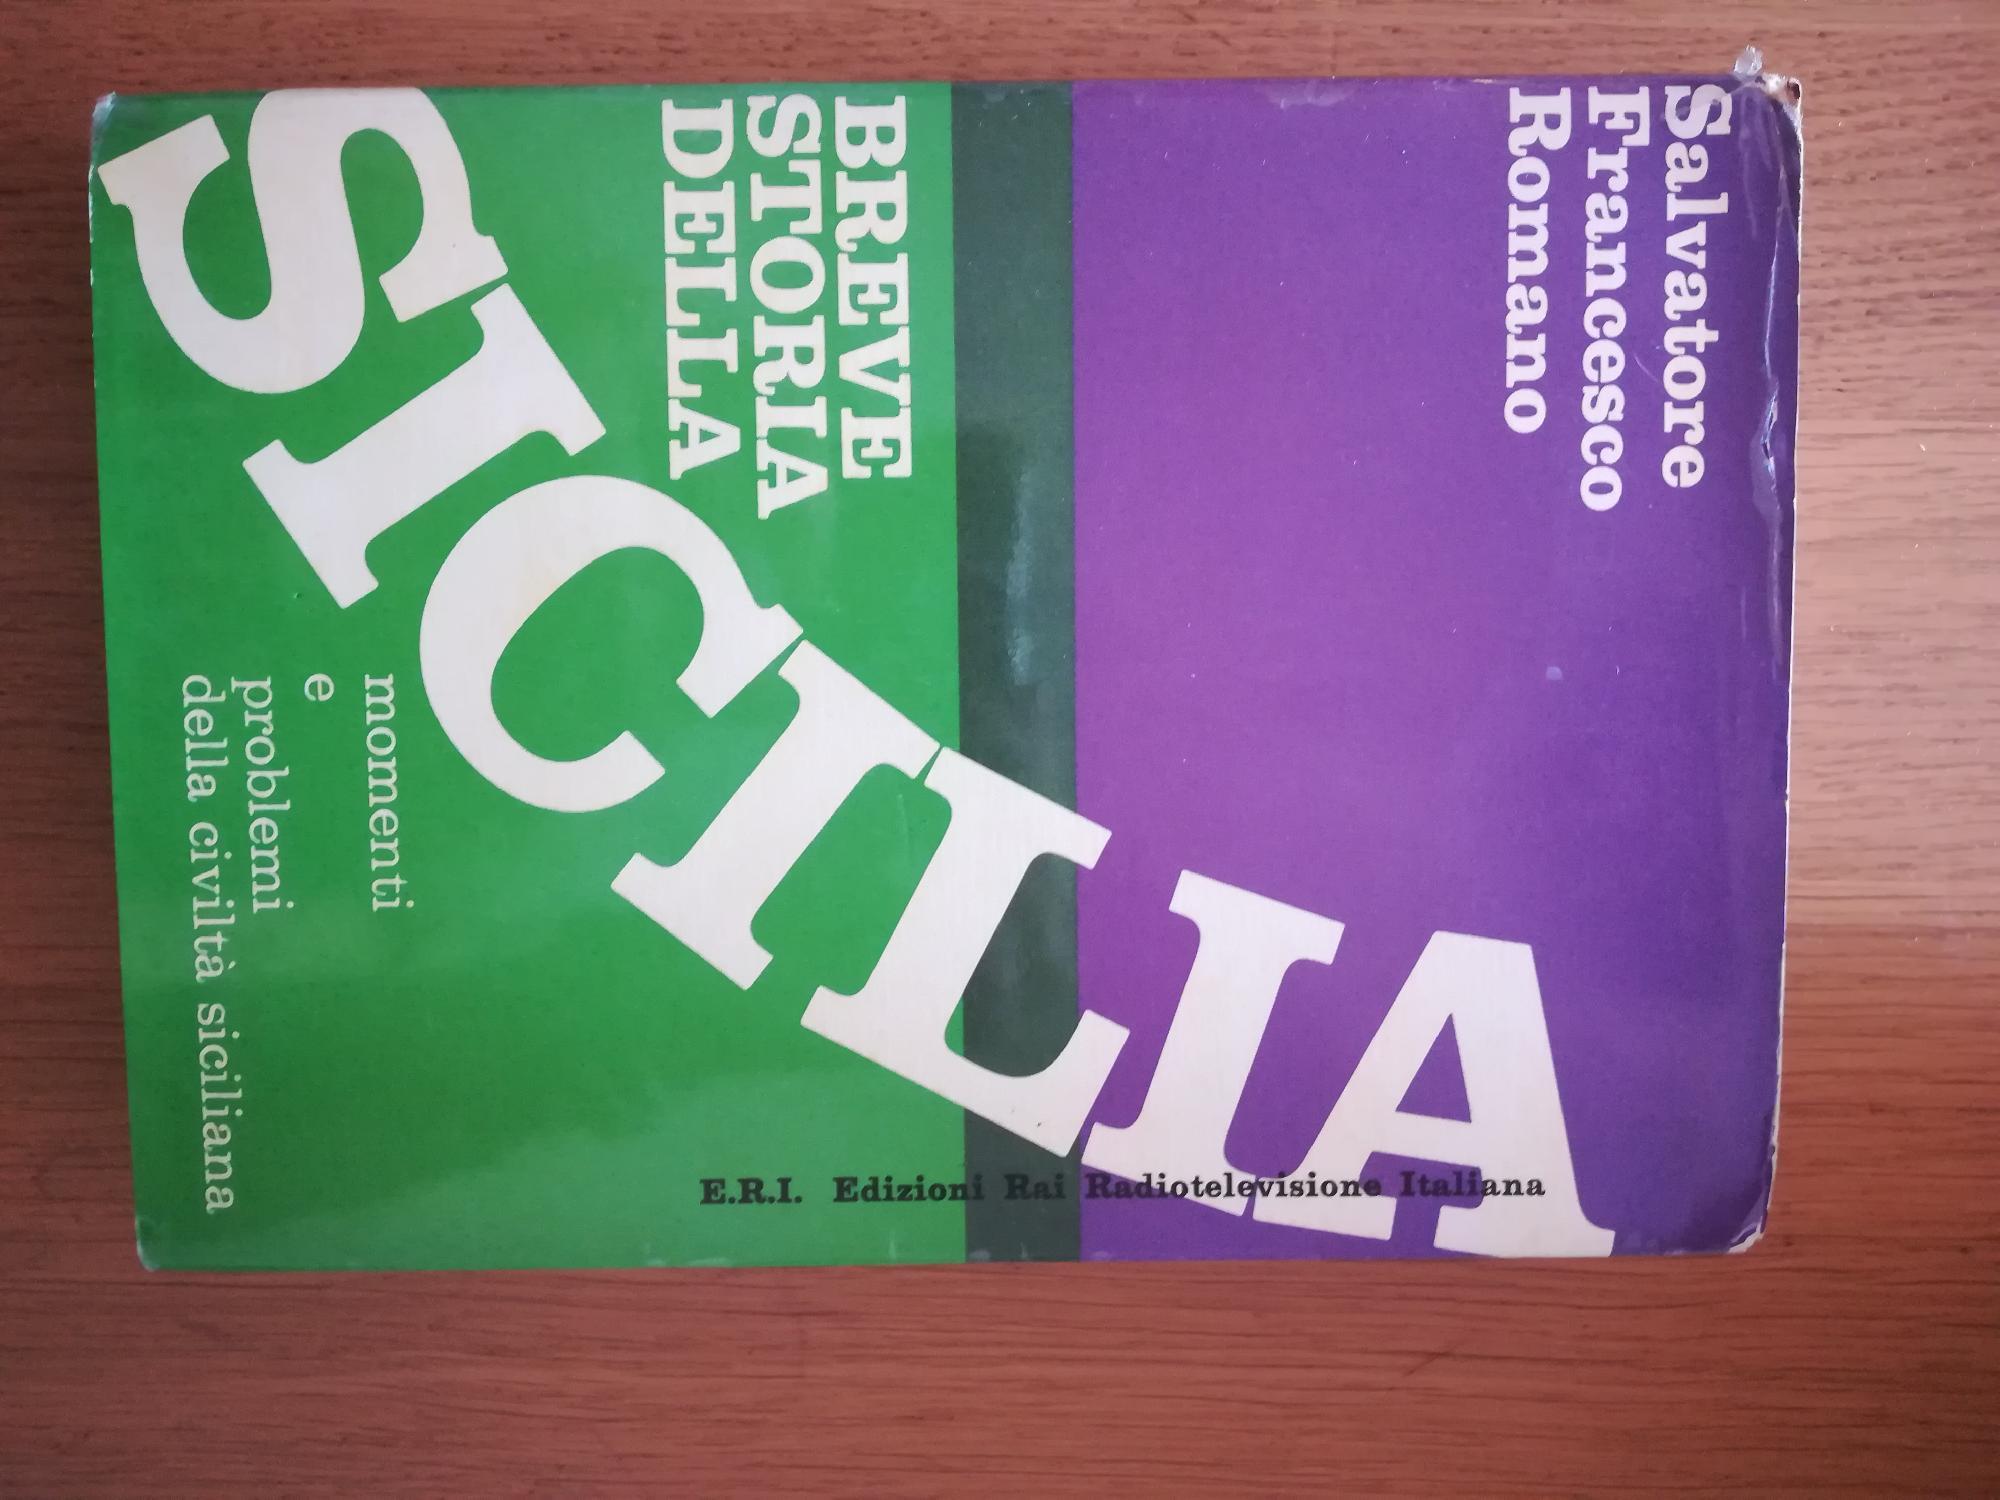 Salvatore
Francesco
Romano
BREVE
STORIA
DELLA
SICILIA
momenti
e
problemi
della civiltà siciliana
E.R.I. Edizioni Rai Radiotelevisione Italiana